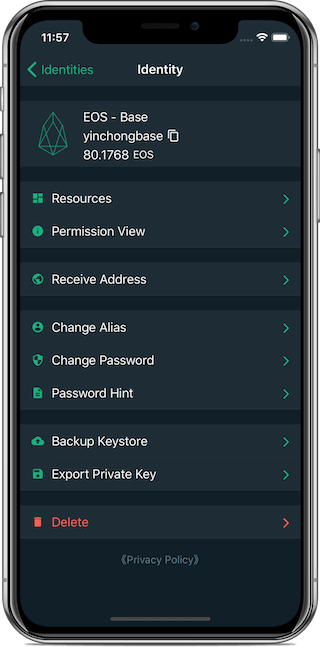 11:57
Identities
Identity
EOS - Base
yinchongbase
80.1768 EOS
Resources
Permission View
Receive Address
Change Alias
Change Password
Password Hint
Backup Keystore
Export Private Key
Delete
《Privacy Policy》